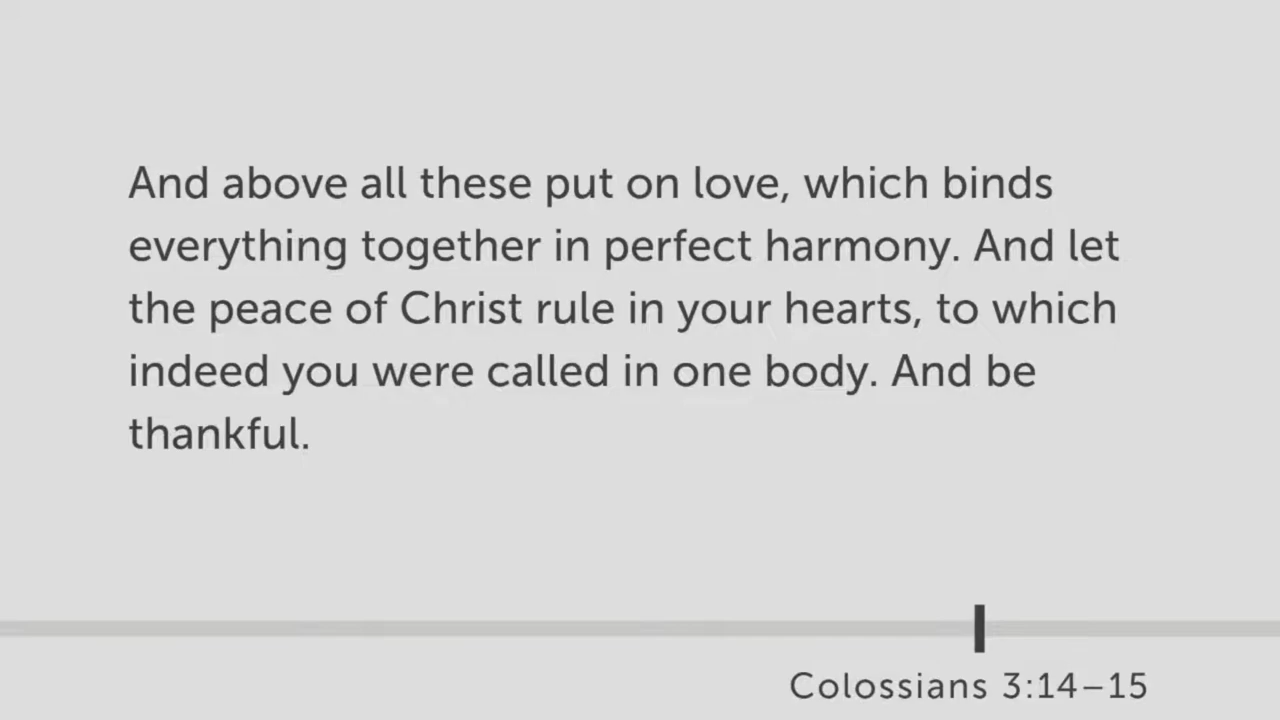 And above all these put on love, which binds
everything together in perfect harmony. And let
the peace of Christ rule in your hearts, to which
indeed you were called in one body. And be
thankful.
Colossians 3:14–15